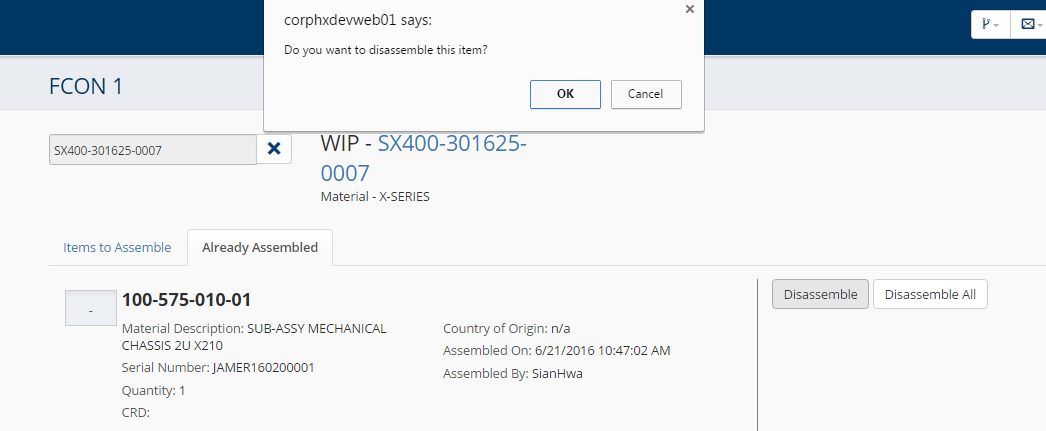 corphxdevweb01 says:
Do you want to disassemble this item?
OK
Cancel
FCON 1
SX400-301625-0007
WIP - SX400-301625-
0007
Material - X-SERIES
Items to Assemble
Already Assembled
-
100-575-010-01
Material Description: SUB-ASSY MECHANICAL
CHASSIS 2U X210
Serial Number: JAMER160200001
Quantity: 1
CRD:
Country of Origin: n/a
Assembled On: 6/21/2016 10:47:02 AM
Assembled By: SianHwa
Disassemble
Disassemble All